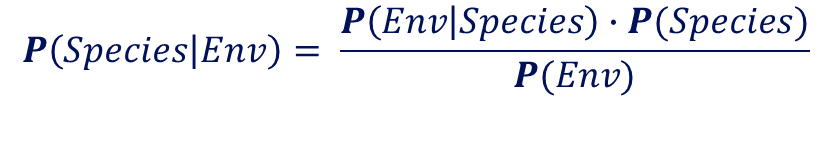 P(Species|Env) = P(Env|Species) · P(Species) / P(Env)